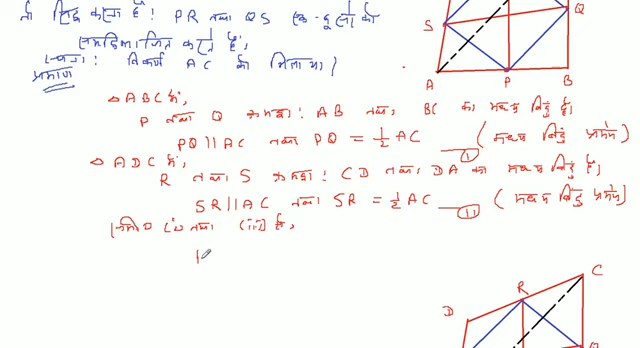 तो सिद्ध करना है: PR तथा QS एक-दूसरे को
समद्विभाजित करते हैं,
रचना: विकर्ण AC को मिलाया।
प्रमाण
△ABC में,
P तथा Q क्रमशः AB तथा BC का मध्य बिंदु है।
PQ || AC तथा PQ = 1/2 AC — (i) (मध्य बिंदु प्रमेय)
△ADC में,
R तथा S क्रमशः CD तथा DA का मध्य बिंदु है।
SR || AC तथा SR = 1/2 AC — (ii) (मध्य बिंदु प्रमेय)
(i) तथा (ii) से,
S
Q
A
P
B
R
C
D
Q